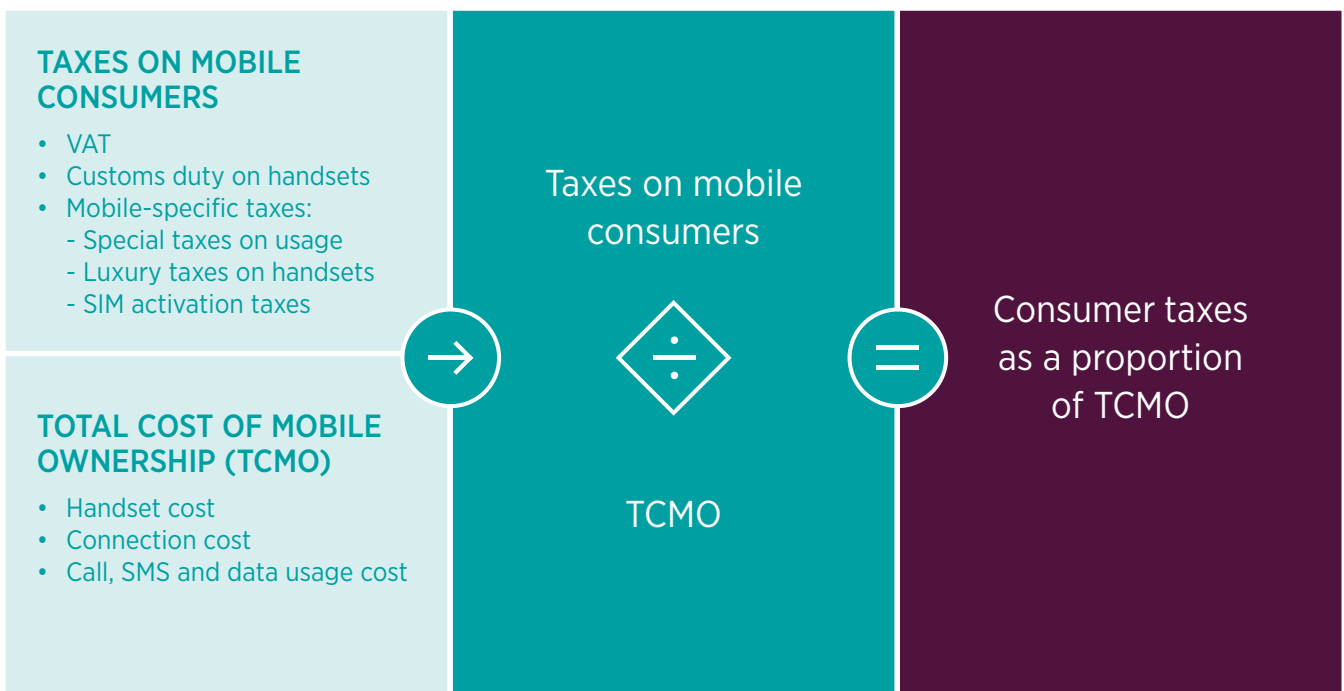 TAXES ON MOBILE
CONSUMERS
• VAT
• Customs duty on handsets
• Mobile-specific taxes:
- Special taxes on usage
- Luxury taxes on handsets
- SIM activation taxes
TOTAL COST OF MOBILE
OWNERSHIP (TCMO)
• Handset cost
• Connection cost
• Call, SMS and data usage cost
→
Taxes on mobile
consumers
÷
TCMO
=
Consumer taxes
as a proportion
of TCMO